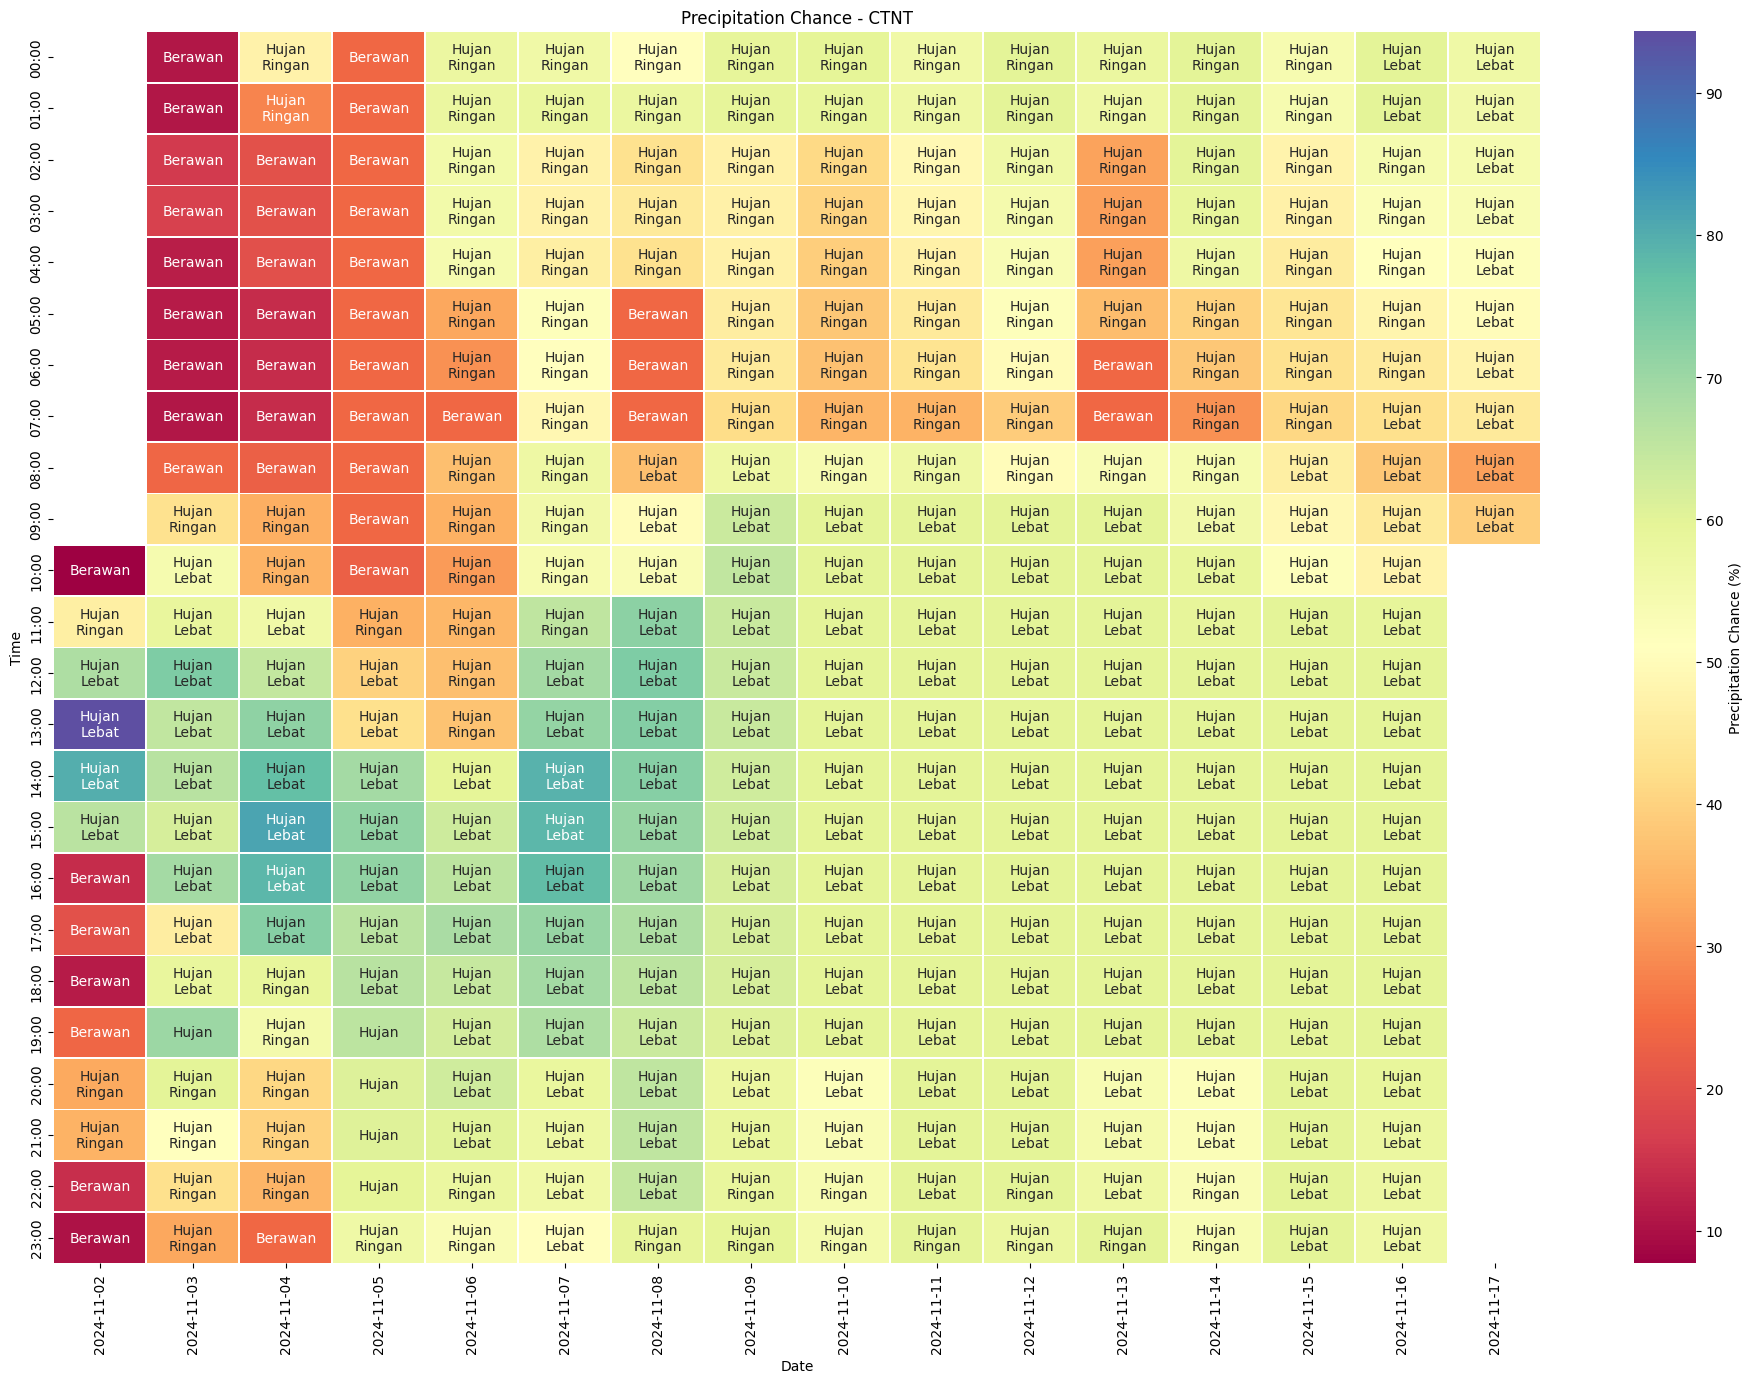 Precipitation Chance - CTNT
00:00 Berawan Hujan Ringan Berawan Hujan Ringan Hujan Ringan Hujan Ringan Hujan Ringan Hujan Ringan Hujan Ringan Hujan Ringan Hujan Ringan Hujan Ringan Hujan Ringan Hujan Lebat Hujan Lebat
01:00 Berawan Hujan Ringan Berawan Hujan Ringan Hujan Ringan Hujan Ringan Hujan Ringan Hujan Ringan Hujan Ringan Hujan Ringan Hujan Ringan Hujan Ringan Hujan Ringan Hujan Lebat Hujan Lebat
02:00 Berawan Berawan Berawan Hujan Ringan Hujan Ringan Hujan Ringan Hujan Ringan Hujan Ringan Hujan Ringan Hujan Ringan Hujan Ringan Hujan Ringan Hujan Ringan Hujan Ringan Hujan Lebat
03:00 Berawan Berawan Berawan Hujan Ringan Hujan Ringan Hujan Ringan Hujan Ringan Hujan Ringan Hujan Ringan Hujan Ringan Hujan Ringan Hujan Ringan Hujan Ringan Hujan Ringan Hujan Lebat
04:00 Berawan Berawan Berawan Hujan Ringan Hujan Ringan Hujan Ringan Hujan Ringan Hujan Ringan Hujan Ringan Hujan Ringan Hujan Ringan Hujan Ringan Hujan Ringan Hujan Ringan Hujan Lebat
05:00 Berawan Berawan Berawan Hujan Ringan Hujan Ringan Berawan Hujan Ringan Hujan Ringan Hujan Ringan Hujan Ringan Hujan Ringan Hujan Ringan Hujan Ringan Hujan Ringan Hujan Lebat
06:00 Berawan Berawan Berawan Hujan Ringan Hujan Ringan Berawan Hujan Ringan Hujan Ringan Hujan Ringan Hujan Ringan Berawan Hujan Ringan Hujan Ringan Hujan Ringan Hujan Lebat
07:00 Berawan Berawan Berawan Berawan Hujan Ringan Berawan Hujan Ringan Hujan Ringan Hujan Ringan Hujan Ringan Berawan Hujan Ringan Hujan Ringan Hujan Lebat Hujan Lebat
08:00 Berawan Berawan Berawan Hujan Ringan Hujan Ringan Hujan Lebat Hujan Lebat Hujan Ringan Hujan Ringan Hujan Ringan Hujan Ringan Hujan Ringan Hujan Lebat Hujan Lebat Hujan Lebat
09:00 Hujan Ringan Hujan Ringan Berawan Hujan Ringan Hujan Ringan Hujan Lebat Hujan Lebat Hujan Lebat Hujan Lebat Hujan Lebat Hujan Lebat Hujan Lebat Hujan Lebat Hujan Lebat Hujan Lebat
10:00 Berawan Hujan Lebat Hujan Ringan Berawan Hujan Ringan Hujan Ringan Hujan Lebat Hujan Lebat Hujan Lebat Hujan Lebat Hujan Lebat Hujan Lebat Hujan Lebat Hujan Lebat Hujan Lebat
11:00 Hujan Ringan Hujan Lebat Hujan Lebat Hujan Ringan Hujan Ringan Hujan Ringan Hujan Lebat Hujan Lebat Hujan Lebat Hujan Lebat Hujan Lebat Hujan Lebat Hujan Lebat Hujan Lebat Hujan Lebat
12:00 Hujan Lebat Hujan Lebat Hujan Lebat Hujan Lebat Hujan Ringan Hujan Lebat Hujan Lebat Hujan Lebat Hujan Lebat Hujan Lebat Hujan Lebat Hujan Lebat Hujan Lebat Hujan Lebat Hujan Lebat
13:00 Hujan Lebat Hujan Lebat Hujan Lebat Hujan Lebat Hujan Ringan Hujan Lebat Hujan Lebat Hujan Lebat Hujan Lebat Hujan Lebat Hujan Lebat Hujan Lebat Hujan Lebat Hujan Lebat Hujan Lebat
14:00 Hujan Lebat Hujan Lebat Hujan Lebat Hujan Lebat Hujan Lebat Hujan Lebat Hujan Lebat Hujan Lebat Hujan Lebat Hujan Lebat Hujan Lebat Hujan Lebat Hujan Lebat Hujan Lebat Hujan Lebat
15:00 Hujan Lebat Hujan Lebat Hujan Lebat Hujan Lebat Hujan Lebat Hujan Lebat Hujan Lebat Hujan Lebat Hujan Lebat Hujan Lebat Hujan Lebat Hujan Lebat Hujan Lebat Hujan Lebat Hujan Lebat
16:00 Berawan Hujan Lebat Hujan Lebat Hujan Lebat Hujan Lebat Hujan Lebat Hujan Lebat Hujan Lebat Hujan Lebat Hujan Lebat Hujan Lebat Hujan Lebat Hujan Lebat Hujan Lebat Hujan Lebat
17:00 Berawan Hujan Lebat Hujan Lebat Hujan Lebat Hujan Lebat Hujan Lebat Hujan Lebat Hujan Lebat Hujan Lebat Hujan Lebat Hujan Lebat Hujan Lebat Hujan Lebat Hujan Lebat Hujan Lebat
18:00 Berawan Hujan Lebat Hujan Ringan Hujan Lebat Hujan Lebat Hujan Lebat Hujan Lebat Hujan Lebat Hujan Lebat Hujan Lebat Hujan Lebat Hujan Lebat Hujan Lebat Hujan Lebat Hujan Lebat
19:00 Berawan Hujan Hujan Ringan Hujan Hujan Lebat Hujan Lebat Hujan Lebat Hujan Lebat Hujan Lebat Hujan Lebat Hujan Lebat Hujan Lebat Hujan Lebat Hujan Lebat Hujan Lebat
20:00 Hujan Ringan Hujan Ringan Hujan Ringan Hujan Hujan Lebat Hujan Lebat Hujan Lebat Hujan Lebat Hujan Lebat Hujan Lebat Hujan Lebat Hujan Lebat Hujan Lebat Hujan Lebat Hujan Lebat
21:00 Hujan Ringan Hujan Ringan Hujan Ringan Hujan Hujan Lebat Hujan Lebat Hujan Lebat Hujan Lebat Hujan Lebat Hujan Lebat Hujan Lebat Hujan Lebat Hujan Lebat Hujan Lebat Hujan Lebat
22:00 Berawan Hujan Ringan Hujan Ringan Hujan Hujan Ringan Hujan Lebat Hujan Lebat Hujan Ringan Hujan Ringan Hujan Lebat Hujan Ringan Hujan Lebat Hujan Ringan Hujan Lebat Hujan Lebat
23:00 Berawan Hujan Ringan Berawan Hujan Ringan Hujan Ringan Hujan Lebat Hujan Ringan Hujan Ringan Hujan Ringan Hujan Ringan Hujan Ringan Hujan Ringan Hujan Ringan Hujan Lebat Hujan Lebat
Time
2024-11-02 2024-11-03 2024-11-04 2024-11-05 2024-11-06 2024-11-07 2024-11-08 2024-11-09 2024-11-10 2024-11-11 2024-11-12 2024-11-13 2024-11-14 2024-11-15 2024-11-16 2024-11-17
Date
90
80
70
60
50
40
30
20
10
Precipitation Chance (%)